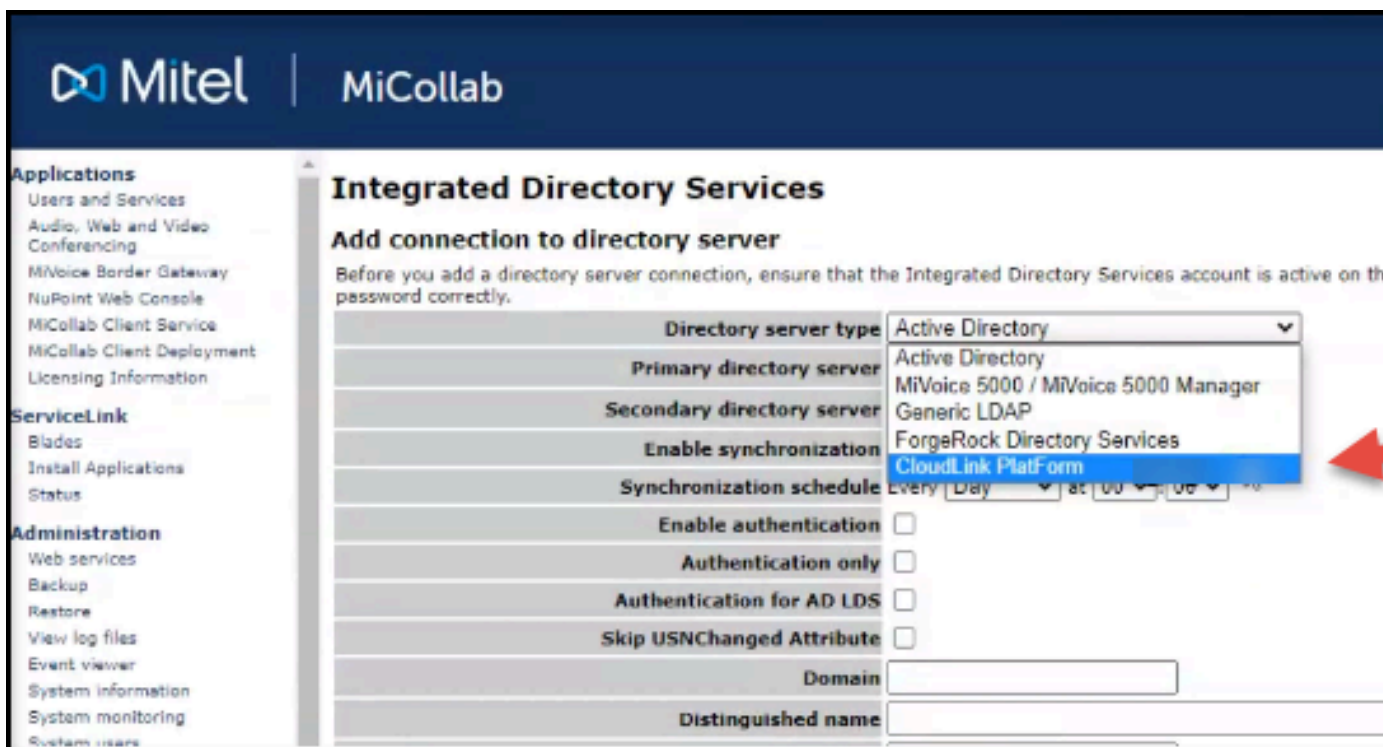 Mitel | MiCollab
Applications
Users and Services
Audio, Web and Video
Conferencing
MiVoice Border Gateway
NuPoint Web Console
MiCollab Client Service
MiCollab Client Deployment
Licensing Information
ServiceLink
Blades
Install Applications
Status
Administration
Web services
Backup
Restore
View log files
Event viewer
System information
System monitoring
System users
Integrated Directory Services
Add connection to directory server
Before you add a directory server connection, ensure that the Integrated Directory Services account is active on th
password correctly.
Directory server type Active Directory
Active Directory
MiVoice 5000 / MiVoice 5000 Manager
Generic LDAP
ForgeRock Directory Services
CloudLink PlatForm
Primary directory server
Secondary directory server
Enable synchronization
Synchronization schedule Every Day at 00 :
Enable authentication
Authentication only
Authentication for AD LDS
Skip USNChanged Attribute
Domain
Distinguished name